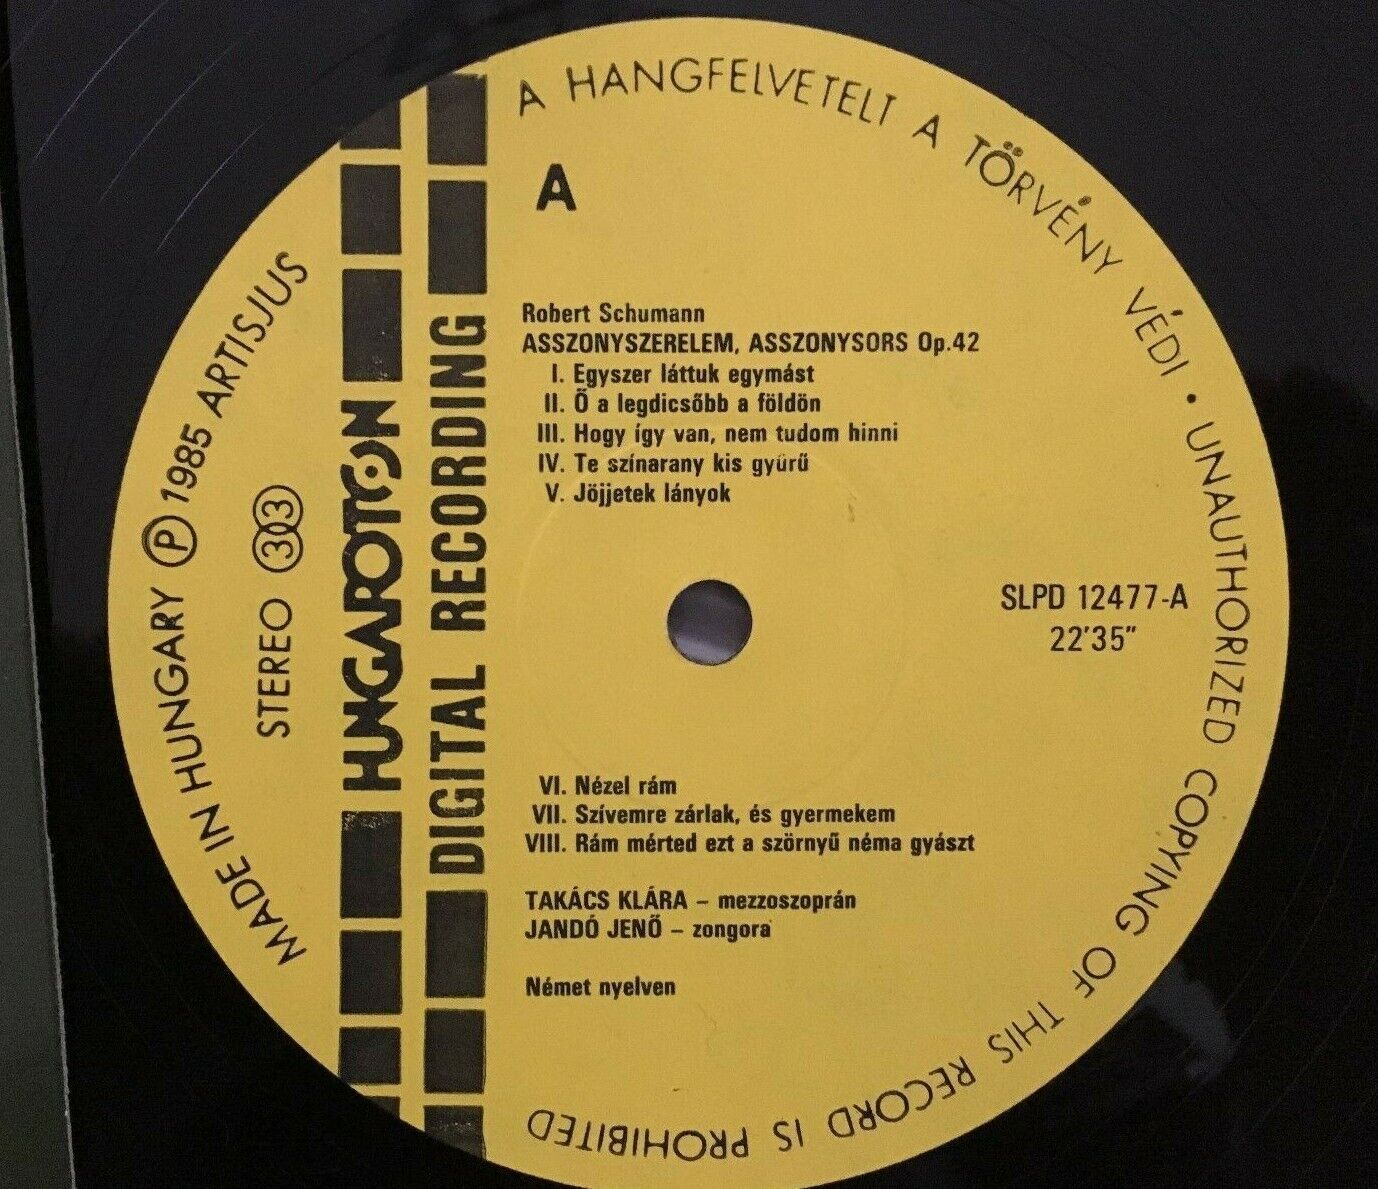 A HANGFELVETELT A TÖRVÉNY VÉDI · UNAUTHORIZED COPYING OF THIS RECORD IS PROHIBITED
MADE IN HUNGARY Ⓟ 1985 ARTISJUS
STEREO 303
HUNGAROTON
DIGITAL RECORDING
A
Robert Schumann
ASSZONYSZERELEM, ASSZONYSORS Op.42
I. Egyszer láttuk egymást
II. Ő a legdicsőbb a földön
III. Hogy így van, nem tudom hinni
IV. Te színarany kis gyűrű
V. Jöjjetek lányok
SLPD 12477-A
22'35"
VI. Nézel rám
VII. Szívemre zárlak, és gyermekem
VIII. Rám mérted ezt a szörnyű néma gyászt
TAKÁCS KLÁRA – mezzoszoprán
JANDÓ JENŐ – zongora
Német nyelven